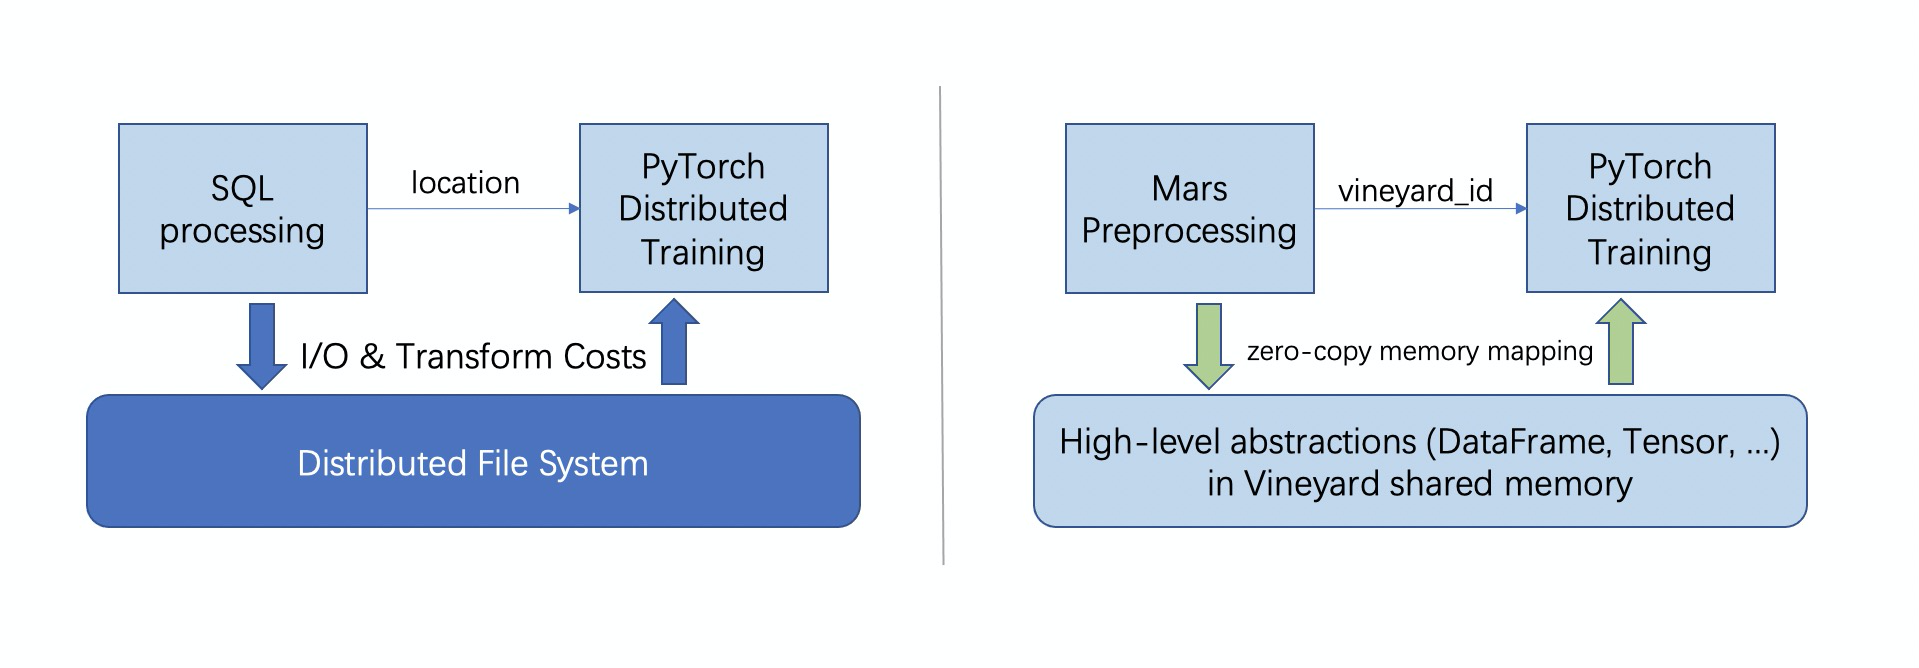 SQL
processing
location
PyTorch
Distributed
Training
I/O & Transform Costs
Distributed File System
Mars
Preprocessing
vineyard_id
PyTorch
Distributed
Training
zero-copy memory mapping
High-level abstractions (DataFrame, Tensor, ...)
in Vineyard shared memory